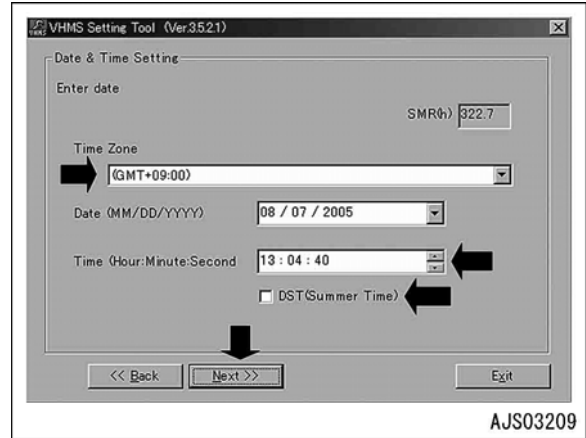 VHMS Setting Tool (Ver.3.5.2.1)
Date & Time Setting
Enter date
SMR(h) 322.7
Time Zone
(GMT+09:00)
Date (MM/DD/YYYY) 08 / 07 / 2005
Time (Hour:Minute:Second 13 : 04 : 40
DST(Summer Time)
<< Back Next >> Exit
AJS03209